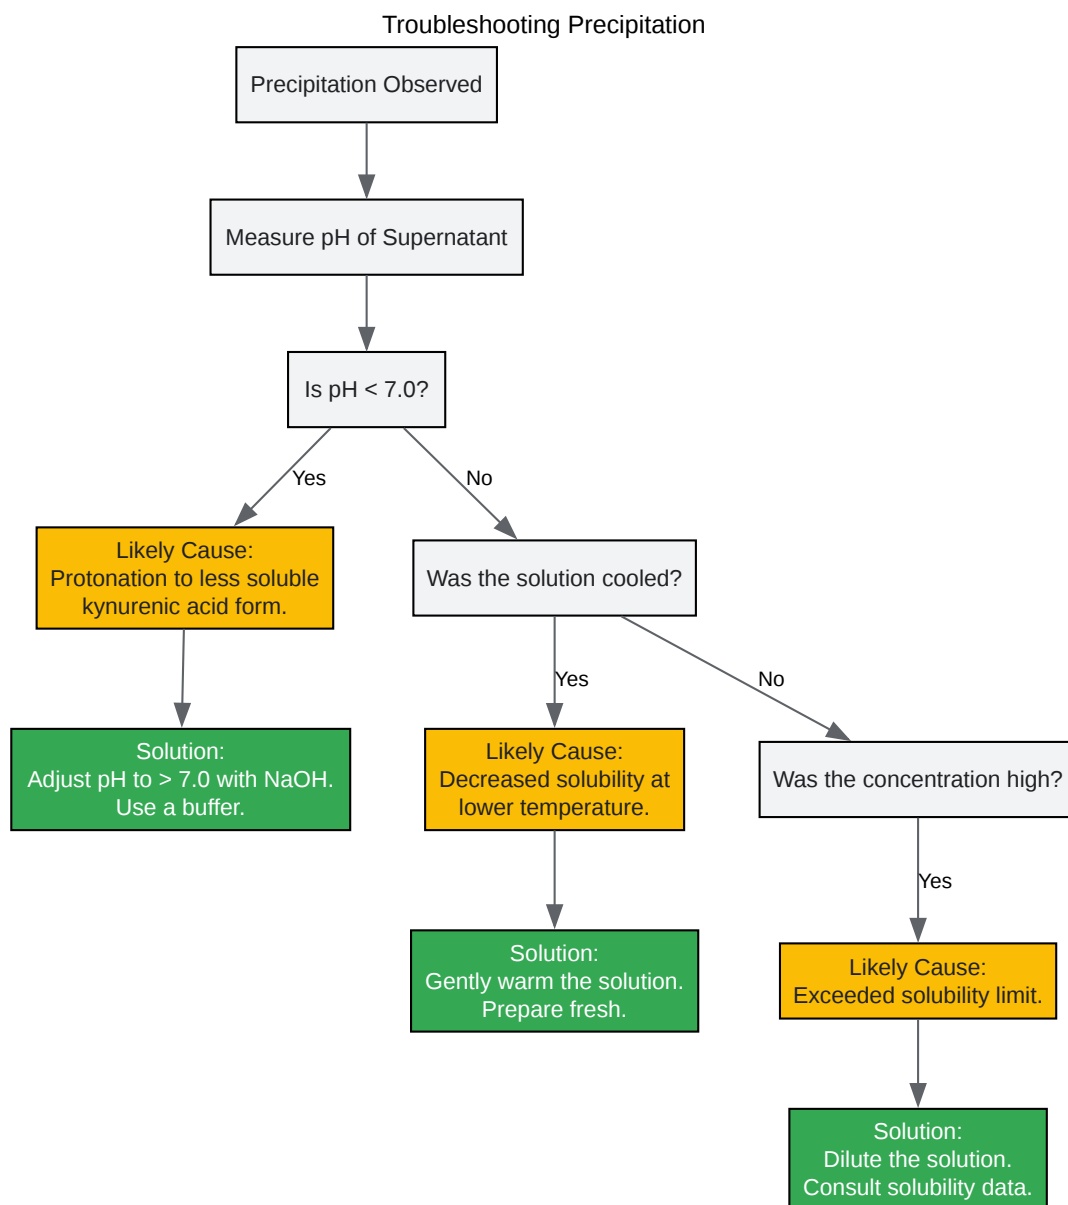 Troubleshooting Precipitation
Precipitation Observed
Measure pH of Supernatant
Is pH < 7.0?
Yes
No
Likely Cause:
Protonation to less soluble
kynurenic acid form.
Was the solution cooled?
Yes
No
Solution:
Adjust pH to > 7.0 with NaOH.
Use a buffer.
Likely Cause:
Decreased solubility at
lower temperature.
Was the concentration high?
Yes
Solution:
Gently warm the solution.
Prepare fresh.
Likely Cause:
Exceeded solubility limit.
Solution:
Dilute the solution.
Consult solubility data.